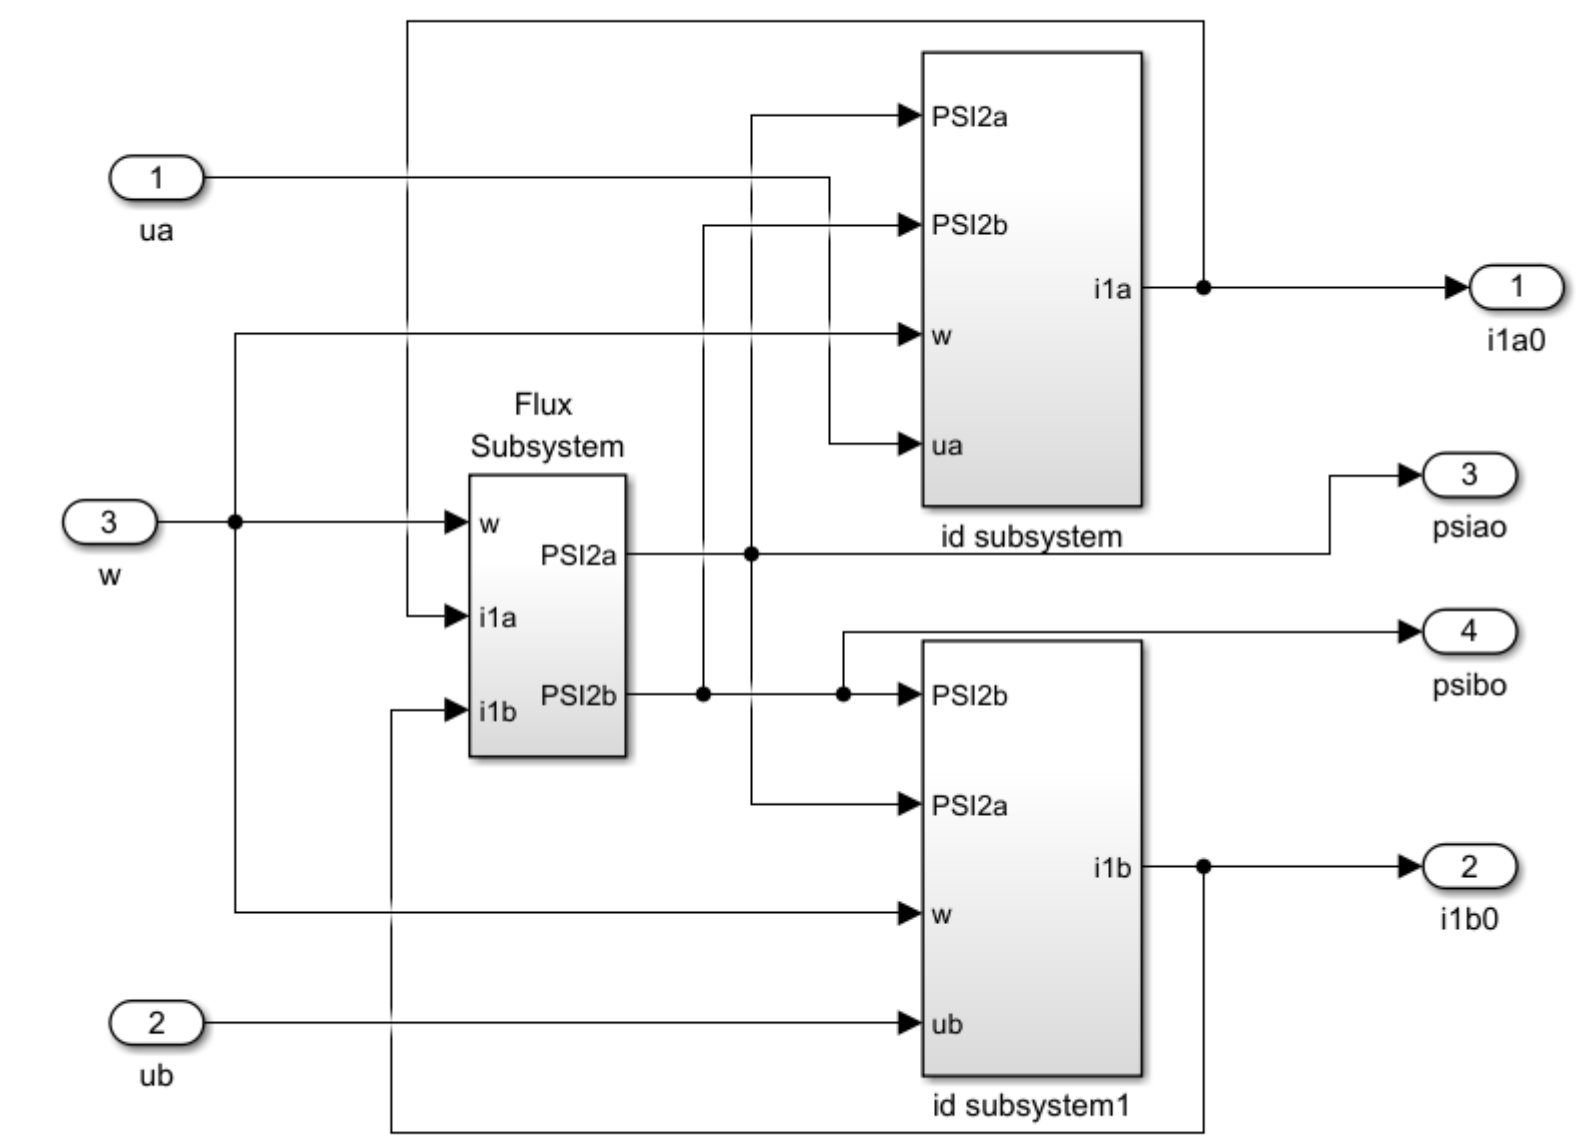 PSI2a
1
ua
PSI2b
i1a
1
i1a0
w
Flux
Subsystem
ua
3
psiao
id subsystem
3
w
w
PSI2a
i1a
4
psibo
PSI2b
i1b
PSI2b
PSI2a
i1b
2
i1b0
w
2
ub
ub
id subsystem1